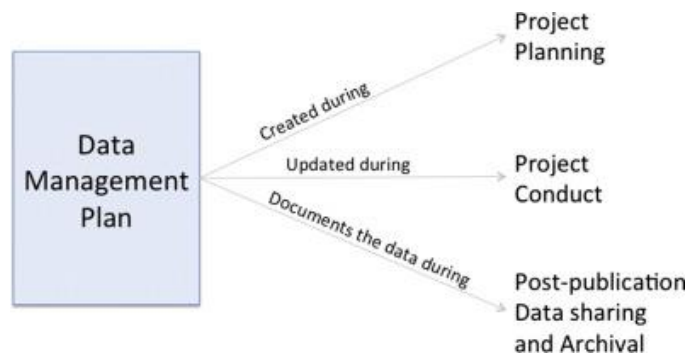 Data
Management
Plan
Created during
Project
Planning
Updated during
Project
Conduct
Documents the data during
Post-publication
Data sharing
and Archival